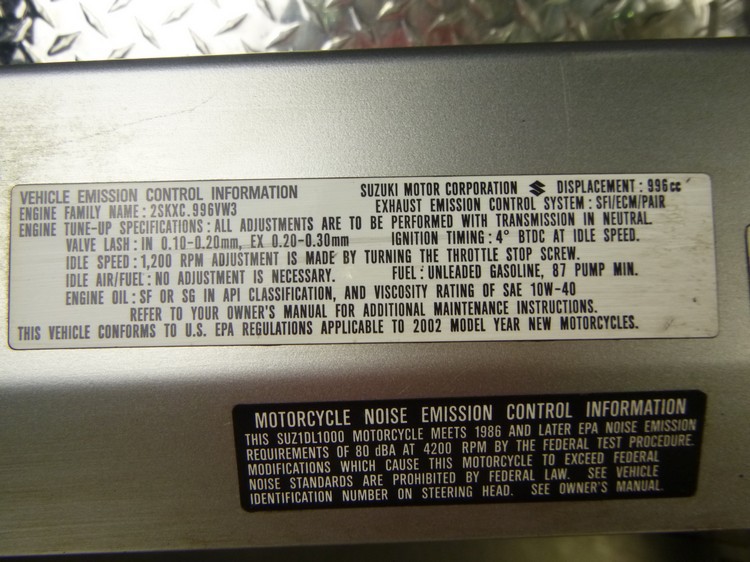 VEHICLE EMISSION CONTROL INFORMATION SUZUKI MOTOR CORPORATION DISPLACEMENT : 996cc
ENGINE FAMILY NAME : 2SKXC.996VW3 EXHAUST EMISSION CONTROL SYSTEM : SFI/ECM/PAIR
ENGINE TUNE-UP SPECIFICATIONS : ALL ADJUSTMENTS ARE TO BE PERFORMED WITH TRANSMISSION IN NEUTRAL.
VALVE LASH : IN 0.10-0.20mm, EX 0.20-0.30mm IGNITION TIMING : 4° BTDC AT IDLE SPEED.
IDLE SPEED : 1,200 RPM ADJUSTMENT IS MADE BY TURNING THE THROTTLE STOP SCREW.
IDLE AIR/FUEL : NO ADJUSTMENT IS NECESSARY. FUEL : UNLEADED GASOLINE, 87 PUMP MIN.
ENGINE OIL : SF OR SG IN API CLASSIFICATION, AND VISCOSITY RATING OF SAE 10W-40
REFER TO YOUR OWNER'S MANUAL FOR ADDITIONAL MAINTENANCE INSTRUCTIONS.
THIS VEHICLE CONFORMS TO U.S. EPA REGULATIONS APPLICABLE TO 2002 MODEL YEAR NEW MOTORCYCLES.
MOTORCYCLE NOISE EMISSION CONTROL INFORMATION
THIS SUZ1DL1000 MOTORCYCLE MEETS 1986 AND LATER EPA NOISE EMISSION
REQUIREMENTS OF 80 dBA AT 4200 RPM BY THE FEDERAL TEST PROCEDURE.
MODIFICATIONS WHICH CAUSE THIS MOTORCYCLE TO EXCEED FEDERAL
NOISE STANDARDS ARE PROHIBITED BY FEDERAL LAW. SEE VEHICLE
IDENTIFICATION NUMBER ON STEERING HEAD. SEE OWNER'S MANUAL.